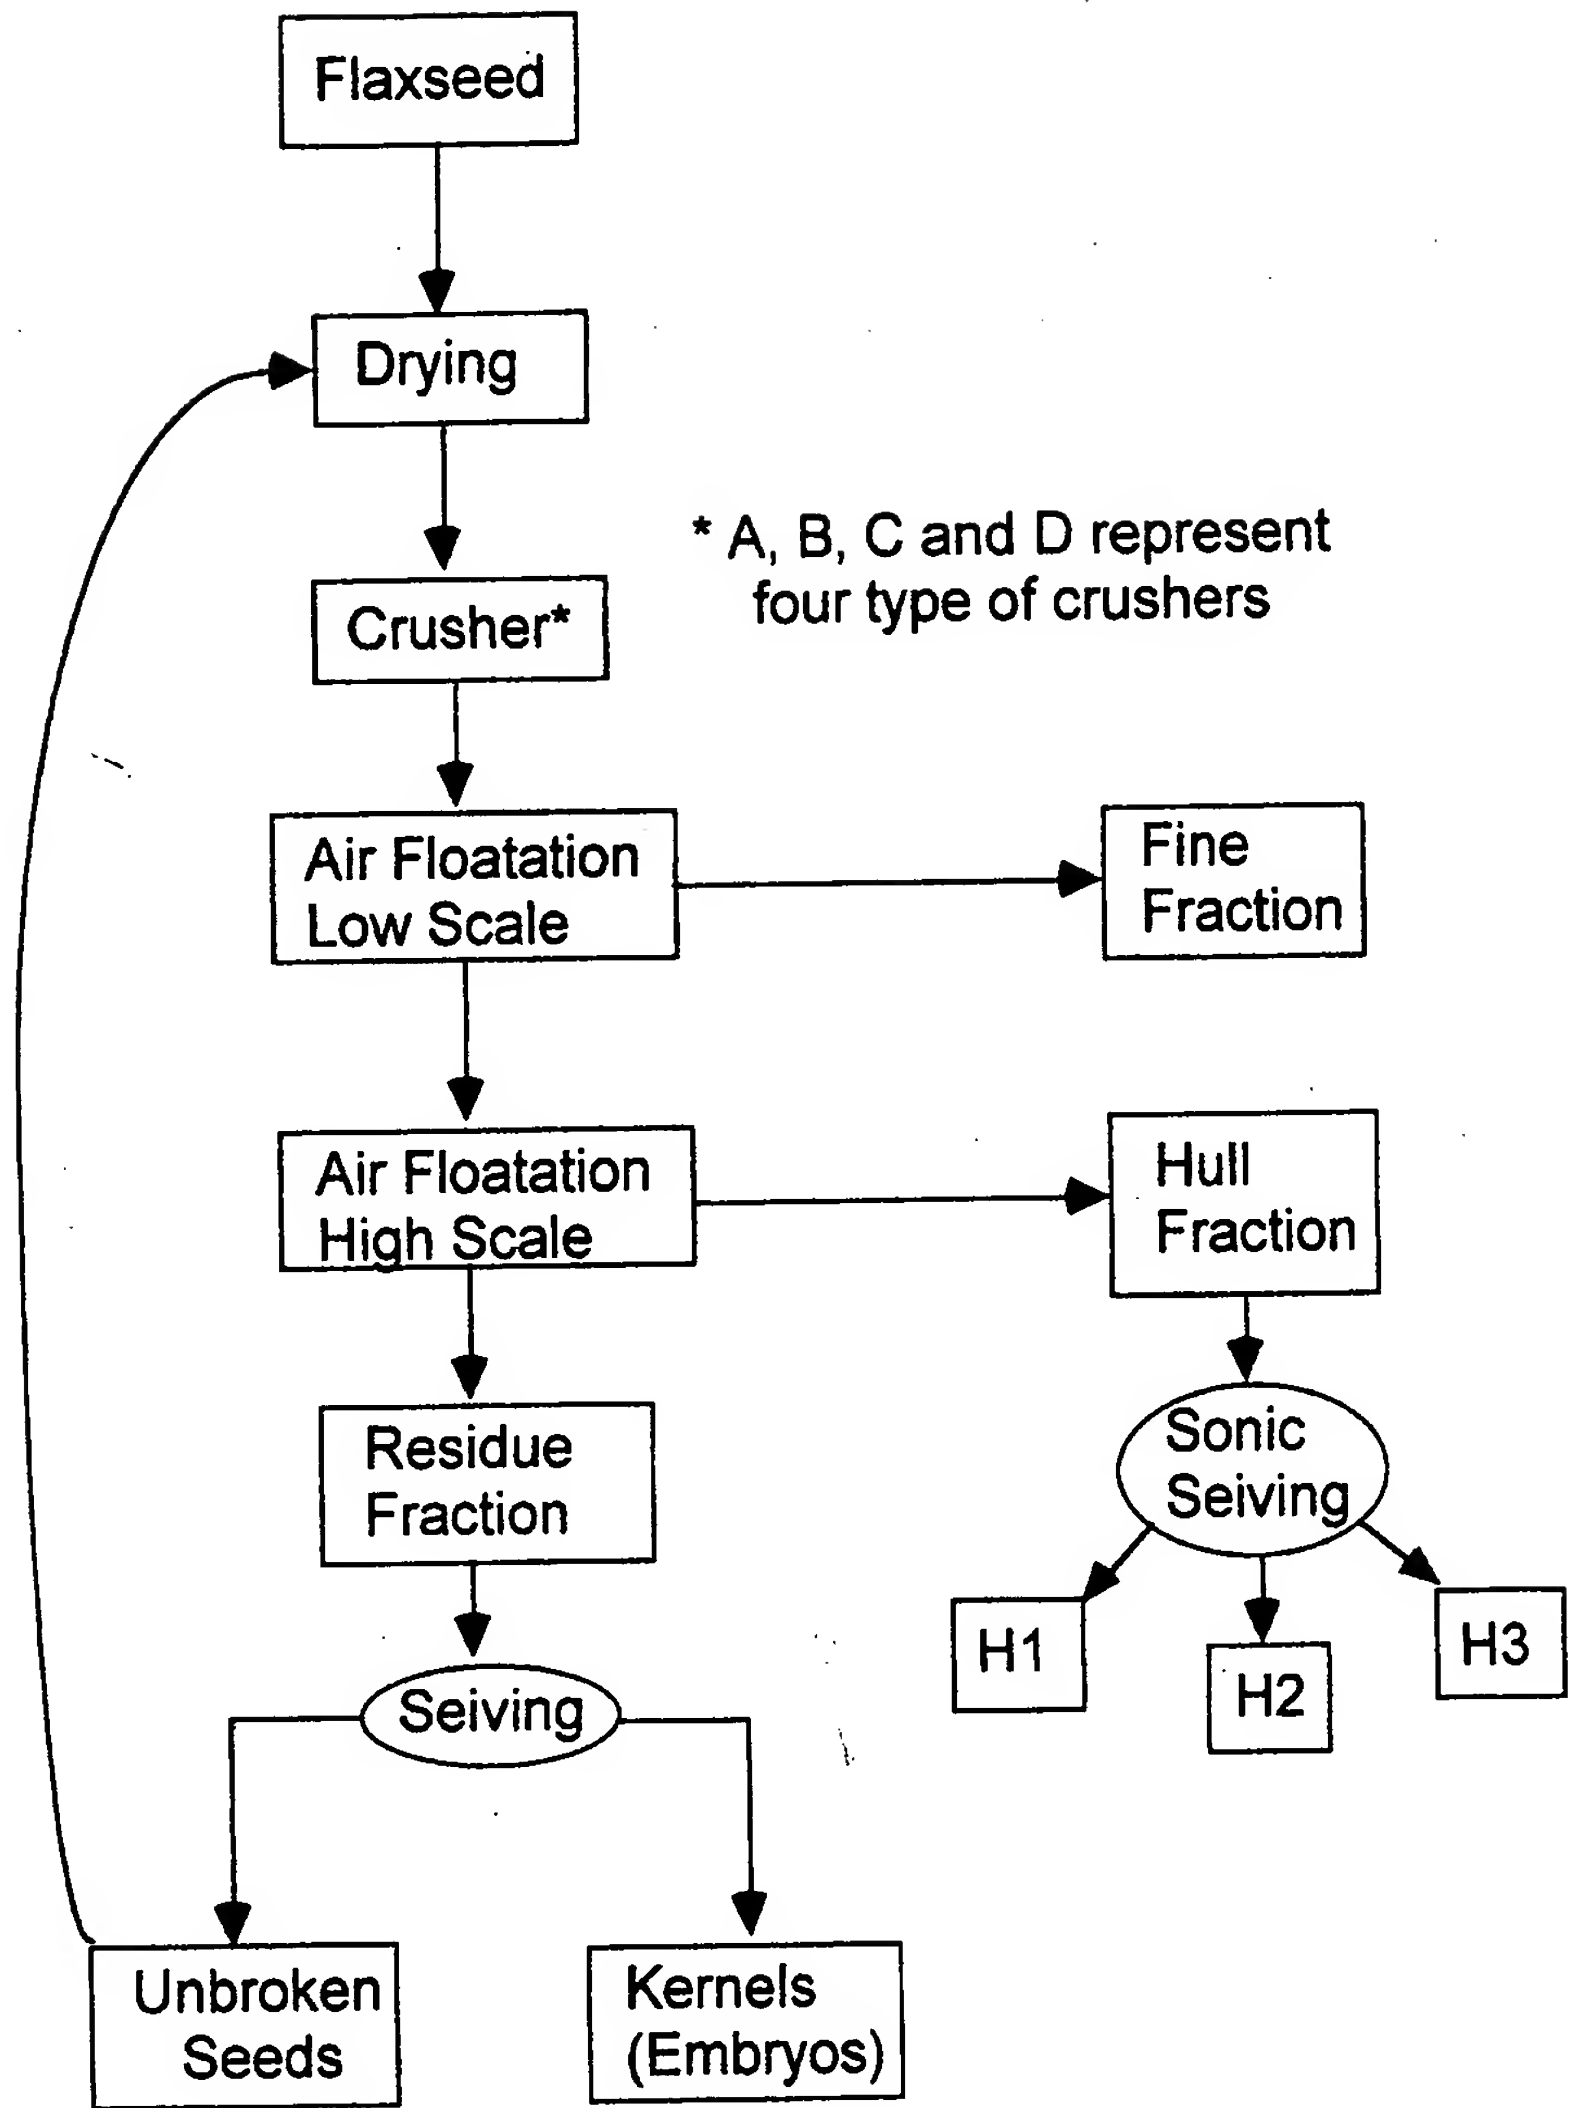 Flaxseed
Drying
* A, B, C and D represent
four type of crushers
Crusher*
Air Floatation
Low Scale
Fine
Fraction
Air Floatation
High Scale
Hull
Fraction
Residue
Fraction
Sonic
Seiving
H1
H2
H3
Seiving
Unbroken
Seeds
Kernels
(Embryos)